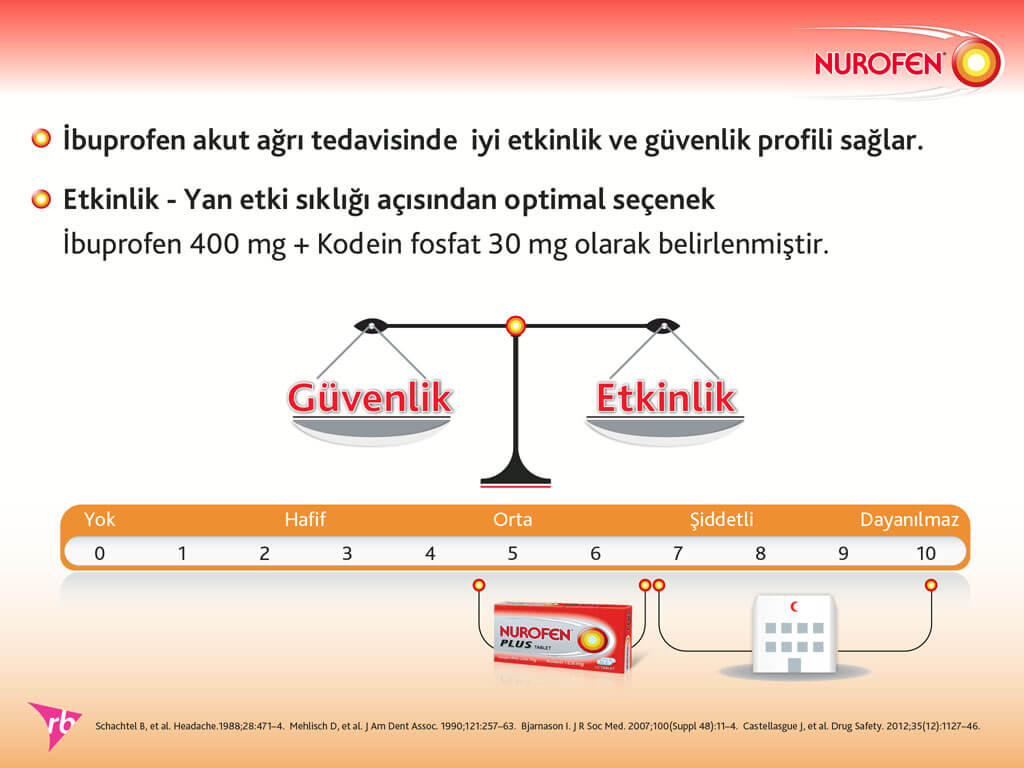 NUROFEN
İbuprofen akut ağrı tedavisinde iyi etkinlik ve güvenlik profili sağlar.
Etkinlik - Yan etki sıklığı açısından optimal seçenek
İbuprofen 400 mg + Kodein fosfat 30 mg olarak belirlenmiştir.
Güvenlik
Etkinlik
Yok Hafif Orta Şiddetli Dayanılmaz
0 1 2 3 4 5 6 7 8 9 10
NUROFEN
PLUS TABLET
rb
Schachtel B, et al. Headache.1988;28:471–4. Mehlisch D, et al. J Am Dent Assoc. 1990;121:257–63. Bjarnason I. J R Soc Med. 2007;100(Suppl 48):11–4. Castellasgue J, et al. Drug Safety. 2012;35(12):1127–46.